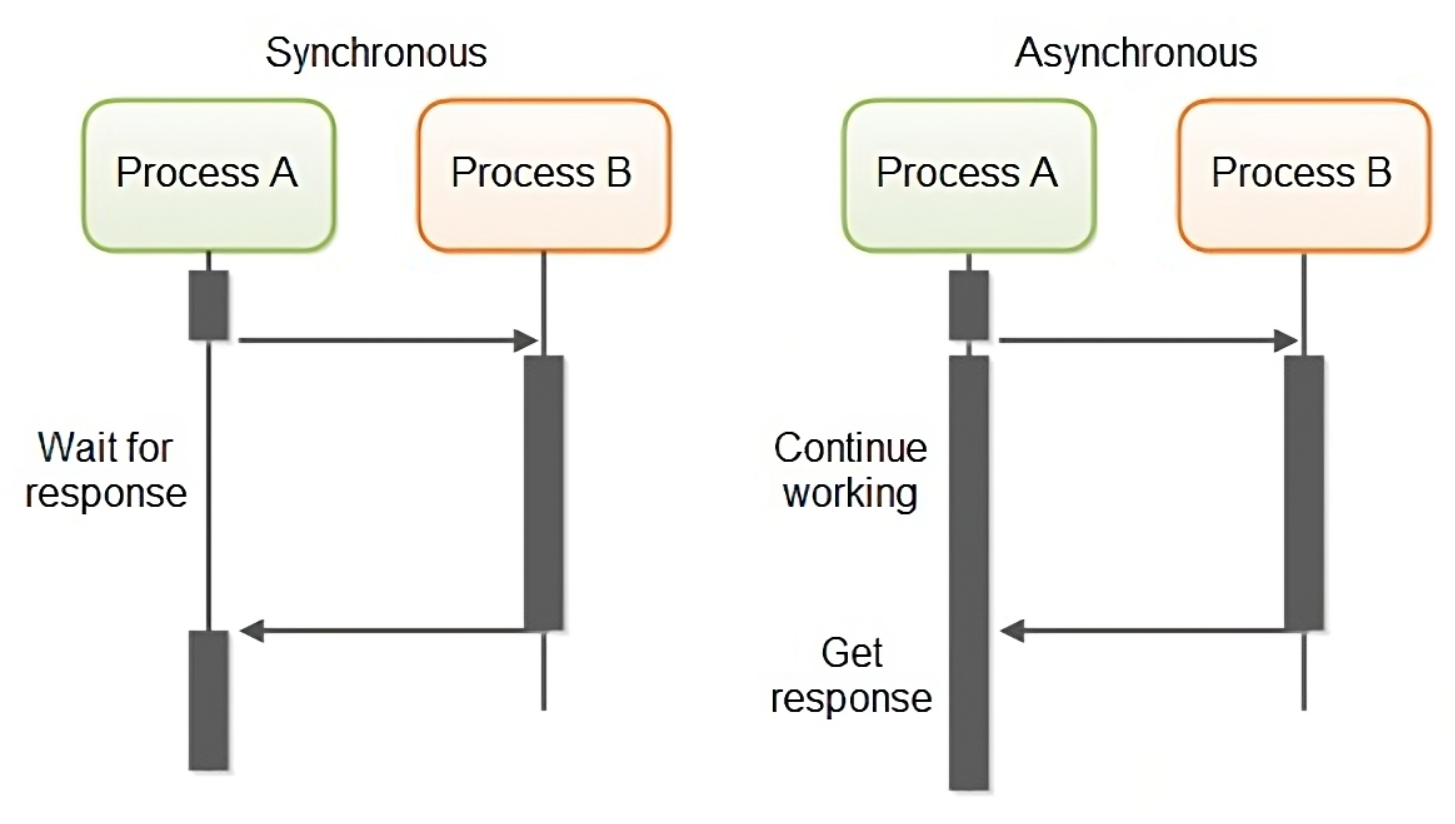 Synchronous
Process A
Process B
Wait for
response
Asynchronous
Process A
Process B
Continue
working
Get
response